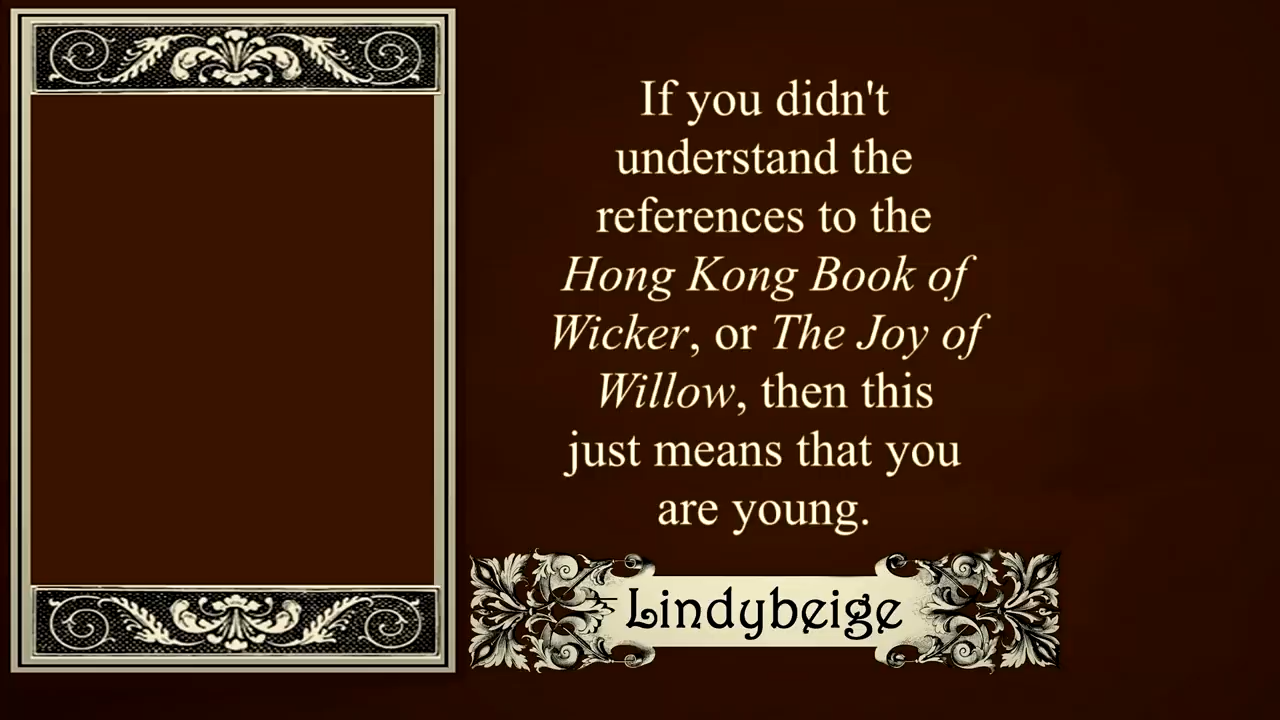 If you didn't
understand the
references to the
Hong Kong Book of
Wicker, or The Joy of
Willow, then this
just means that you
are young.
Lindybeige